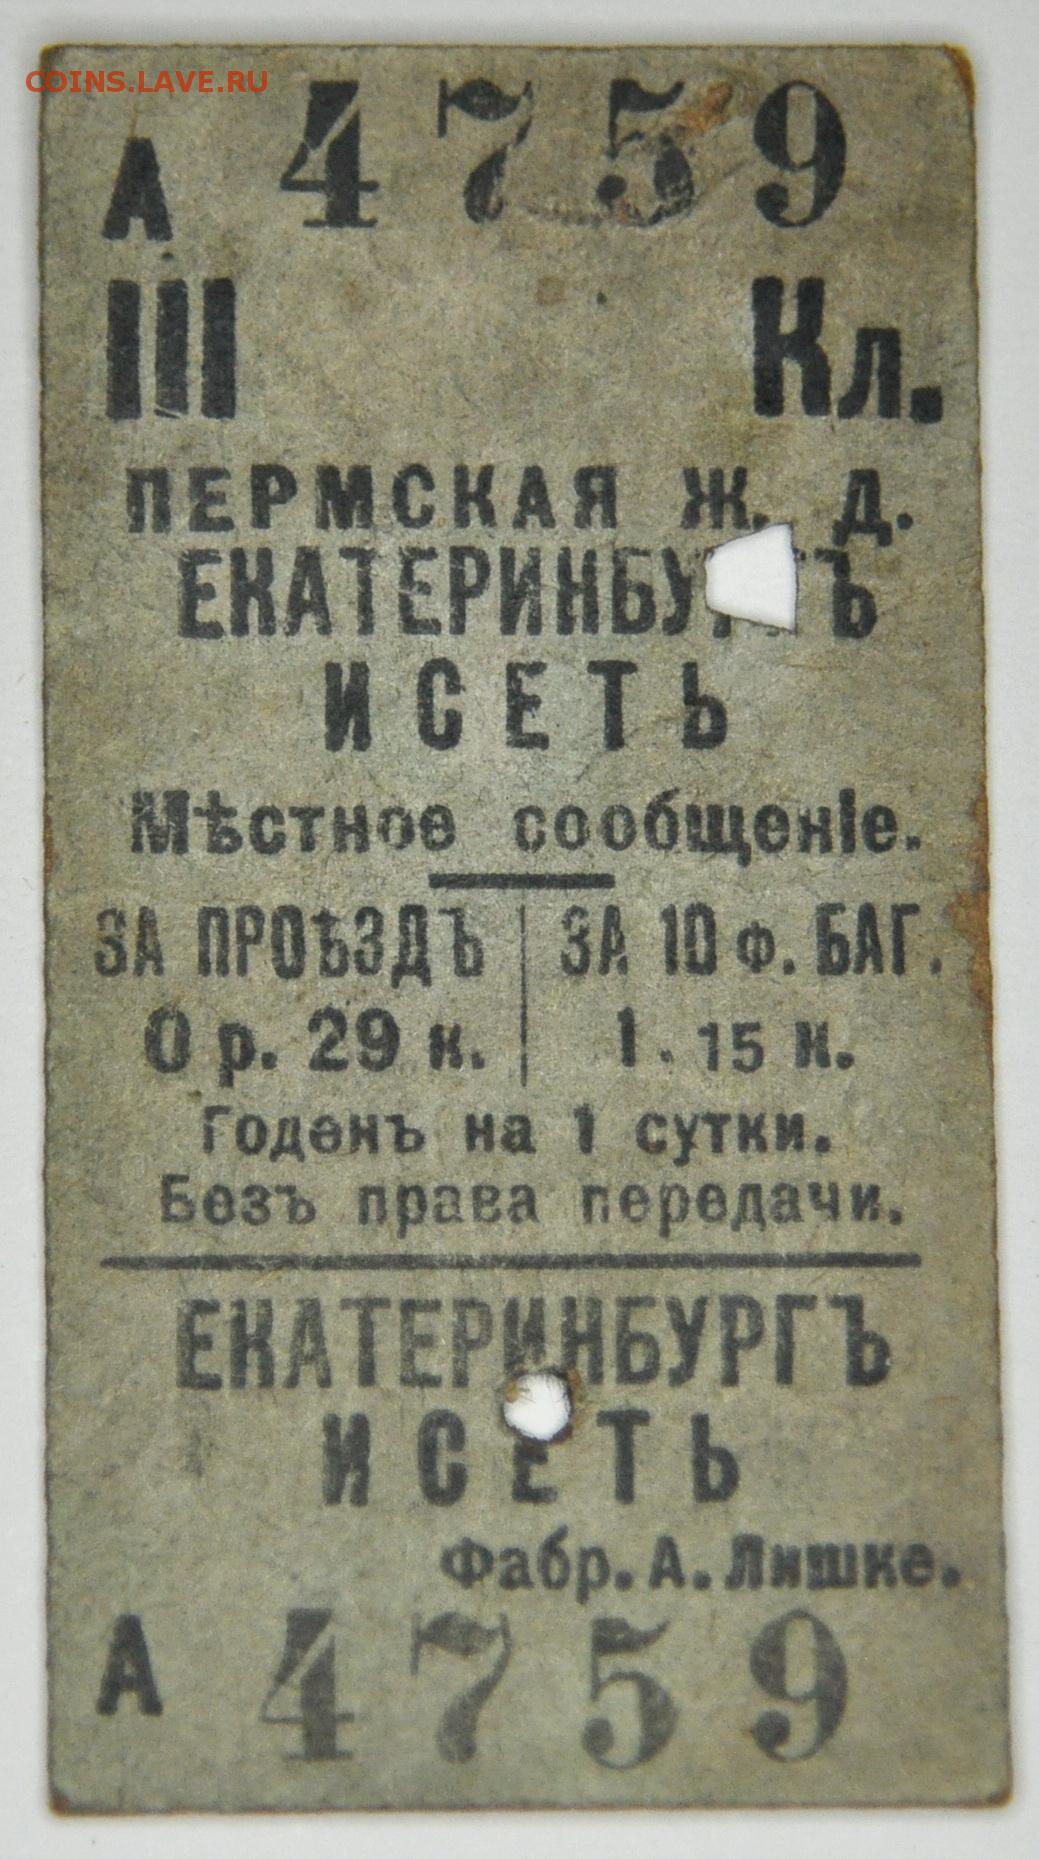 COINS.LAVE.RU
А 4759
III Кл.
ПЕРМСКАЯ Ж. Д.
ЕКАТЕРИНБУРГЪ
ИСЕТЬ
Мѣстное сообщеніе.
ЗА ПРОѢЗДЪ | ЗА 10 Ф. БАГ.
0 р. 29 к. | 1. 15 к.
Годенъ на 1 сутки.
Безъ права передачи.
ЕКАТЕРИНБУРГЪ
ИСЕТЬ
Фабр. А. Лишке.
А 4759